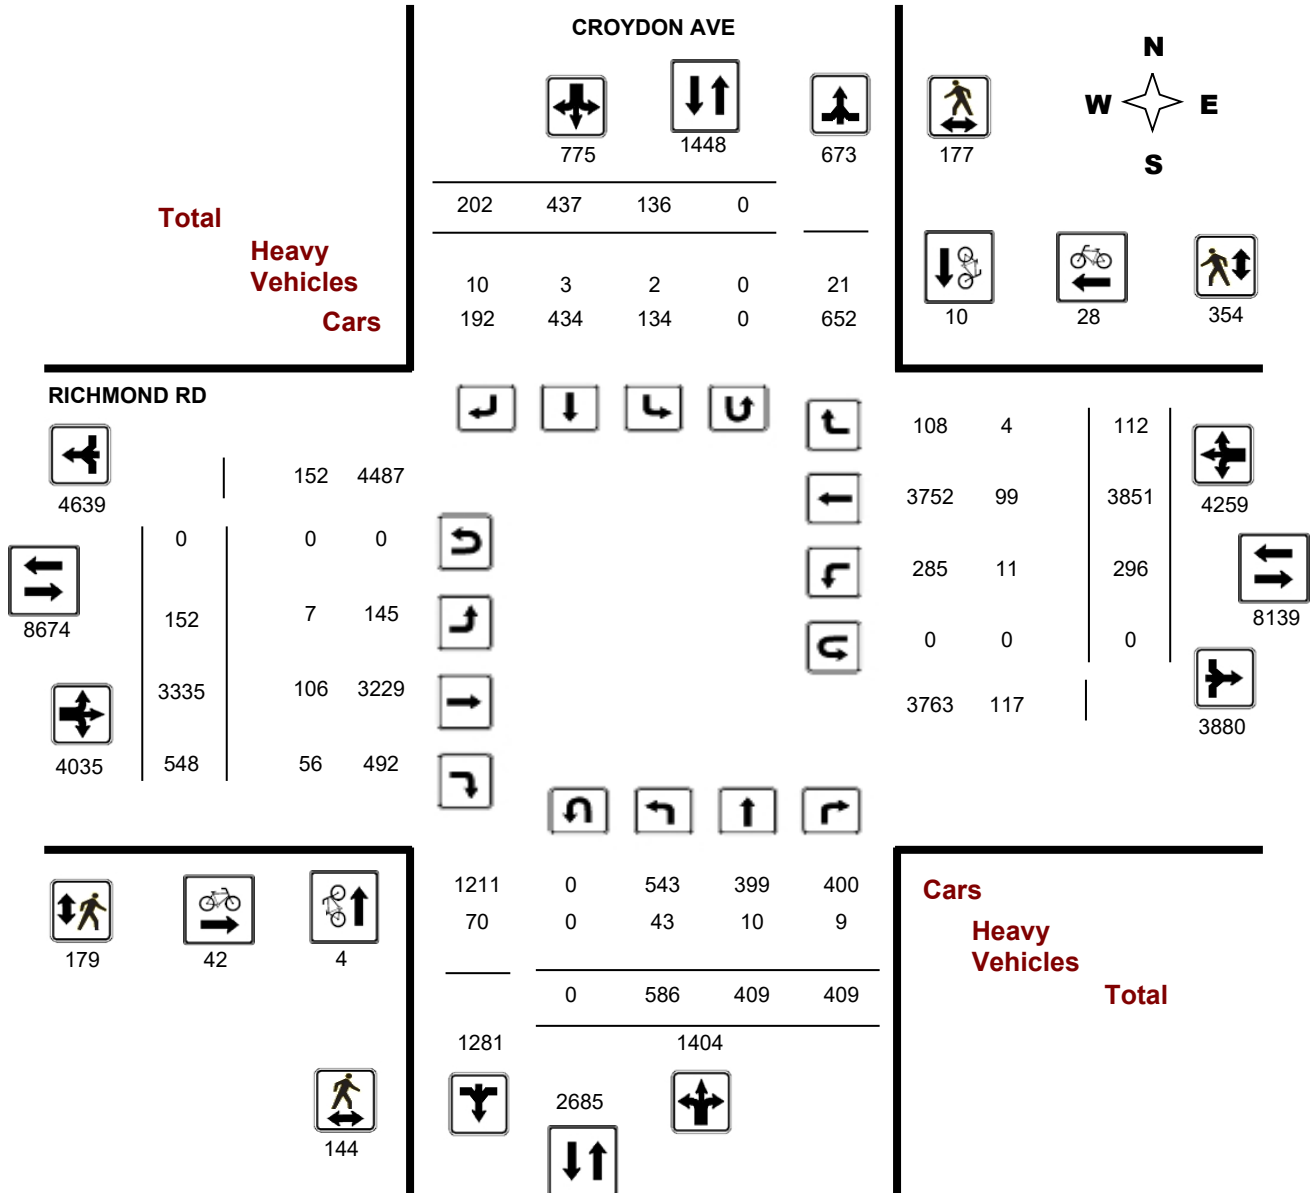 CROYDON AVE
N
W E
S
775 1448 673 177
202 437 136 0
Total
Heavy
Vehicles
10 3 2 0 21
Cars
192 434 134 0 652
10 28 354
RICHMOND RD
108 4 112
152 4487
4639
3752 99 3851
4259
0 0 0
285 11 296
8674
152 7 145
8139
0 0 0
3335 106 3229
3763 117
3880
4035
548 56 492
1211 0 543 399 400
Cars
70 0 43 10 9
Heavy
Vehicles
179 42 4
0 586 409 409
Total
1281 1404
2685
144